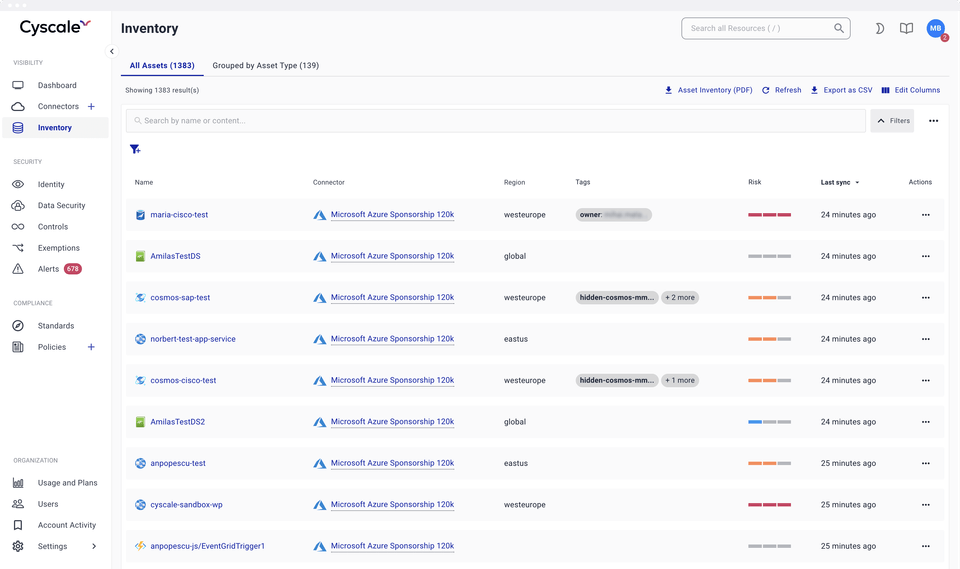 Cyscale
Inventory
Search all Resources ( / )
MB
2
VISIBILITY
Dashboard
Connectors +
Inventory
SECURITY
Identity
Data Security
Controls
Exemptions
Alerts 678
COMPLIANCE
Standards
Policies +
ORGANIZATION
Usage and Plans
Users
Account Activity
Settings
All Assets (1383) Grouped by Asset Type (139)
Showing 1383 result(s) Asset Inventory (PDF) Refresh Export as CSV Edit Columns
Search by name or content... Filters
Name Connector Region Tags Risk Last sync Actions
maria-cisco-test Microsoft Azure Sponsorship 120k westeurope owner: 24 minutes ago
AmilasTestDS Microsoft Azure Sponsorship 120k global 24 minutes ago
cosmos-sap-test Microsoft Azure Sponsorship 120k westeurope hidden-cosmos-mm... + 2 more 24 minutes ago
norbert-test-app-service Microsoft Azure Sponsorship 120k eastus 24 minutes ago
cosmos-cisco-test Microsoft Azure Sponsorship 120k westeurope hidden-cosmos-mm... + 1 more 24 minutes ago
AmilasTestDS2 Microsoft Azure Sponsorship 120k global 24 minutes ago
anpopescu-test Microsoft Azure Sponsorship 120k eastus 25 minutes ago
cyscale-sandbox-wp Microsoft Azure Sponsorship 120k westeurope 25 minutes ago
anpopescu-js/EventGridTrigger1 Microsoft Azure Sponsorship 120k 25 minutes ago